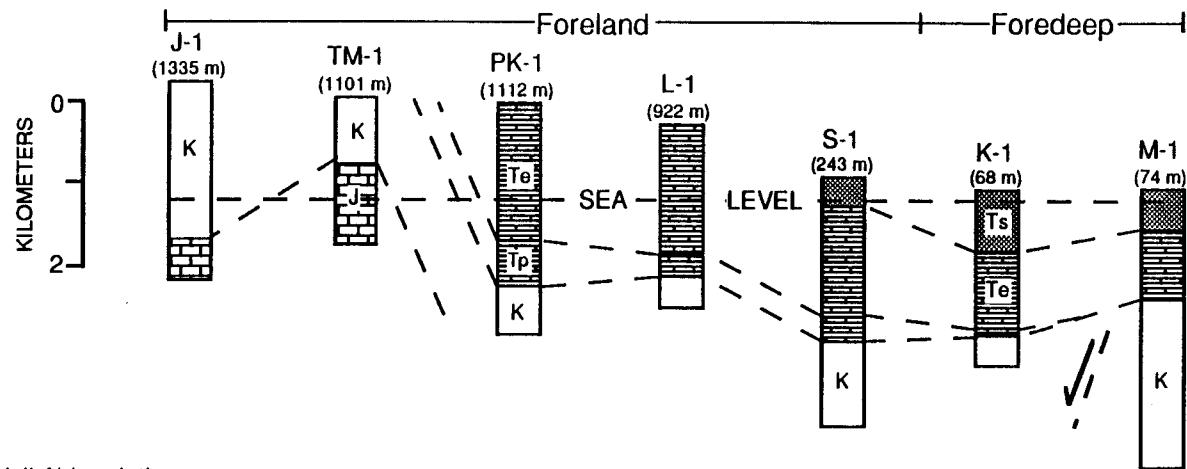 Foreland Foredeep
J-1
(1335 m)
TM-1
(1101 m)
PK-1
(1112 m)
L-1
(922 m)
S-1
(243 m)
K-1
(68 m)
M-1
(74 m)
KILOMETERS
0
2
K
K
J
Te
Tp
K
SEA LEVEL
K
Ts
Te
K